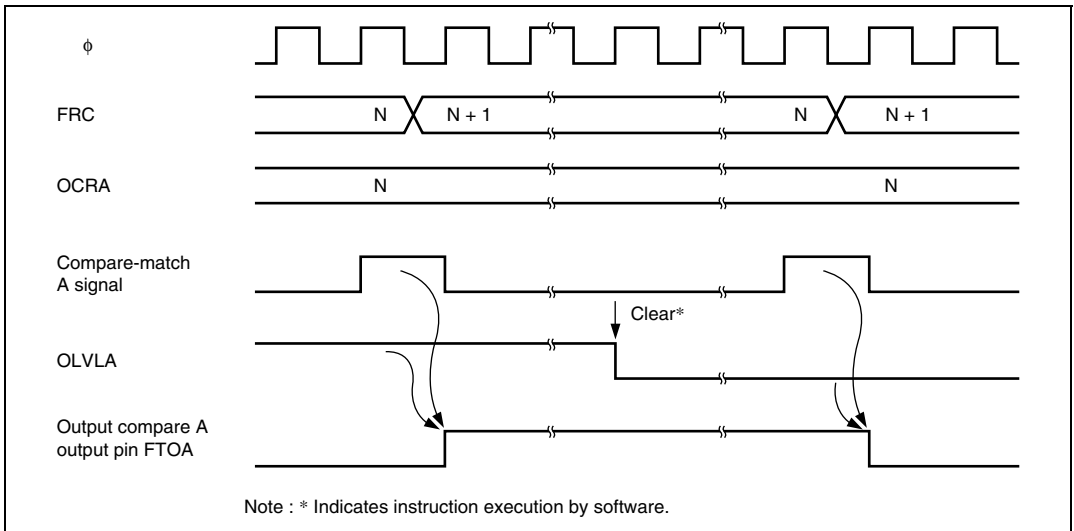 ϕ
FRC
N
N + 1
N
N + 1
OCRA
N
N
Compare-match
A signal
Clear*
OLVLA
Output compare A
output pin FTOA
Note : * Indicates instruction execution by software.